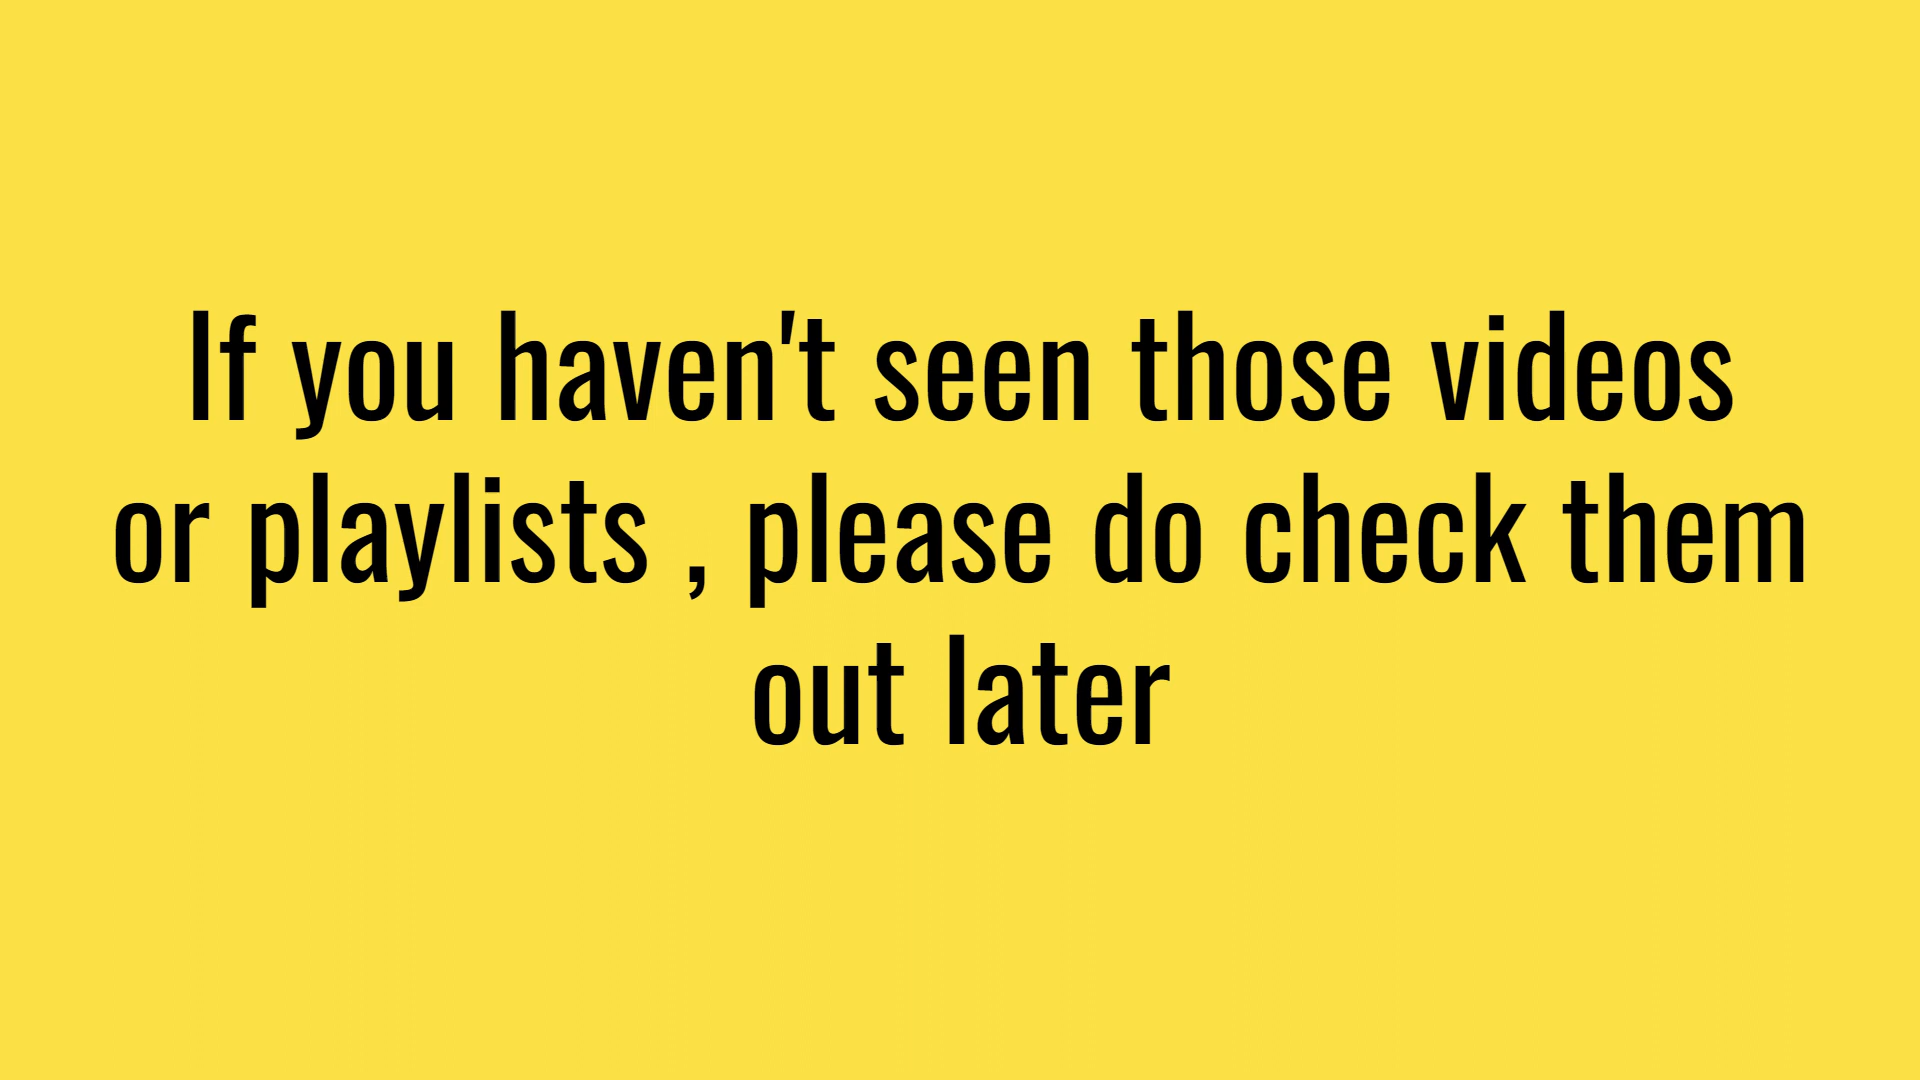 If you haven't seen those videos
or playlists , please do check them
out later